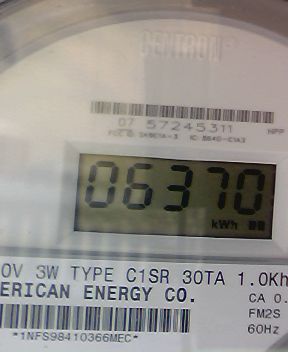 CENTRON®
07 57245311
HPP
06370
kWh
0V 3W TYPE C1SR 30TA 1.0Kh
ERICAN ENERGY CO.
CA 0.
FM2S
60Hz
*1NFS98410366MEC*